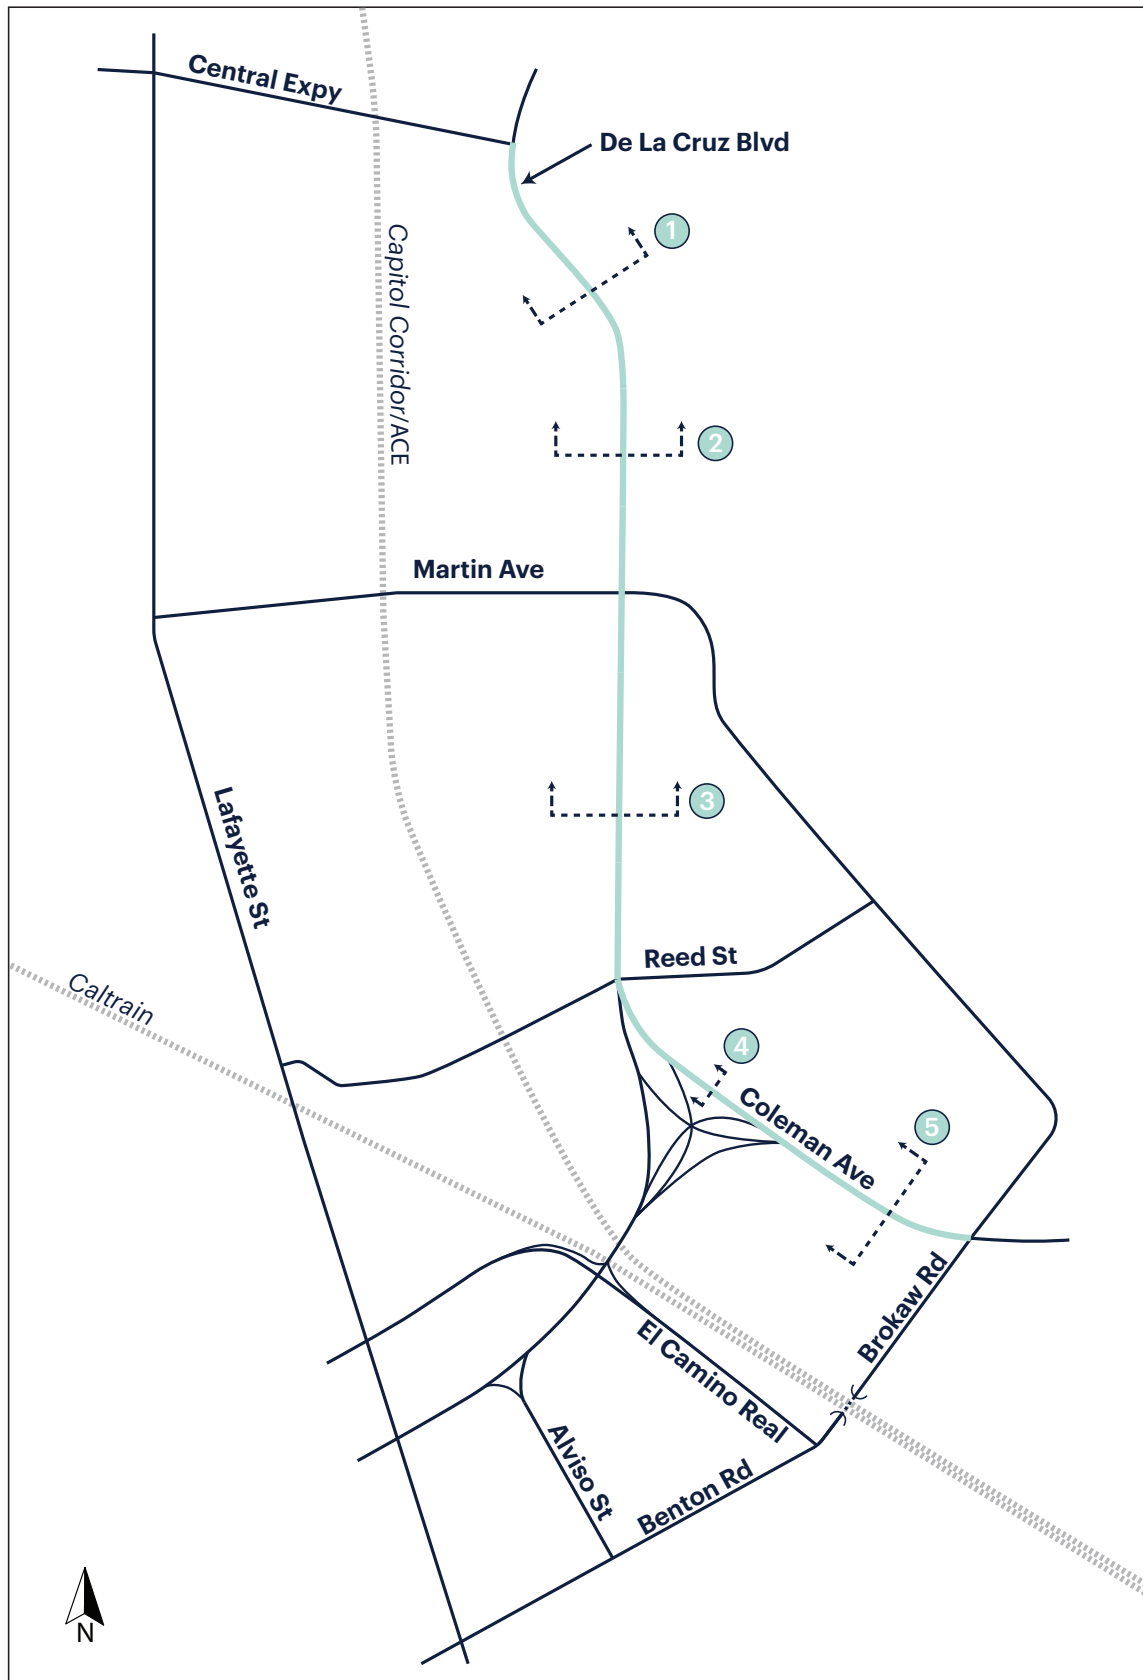 Central Expy
De La Cruz Blvd
1
Capitol Corridor/ACE
2
Martin Ave
3
Lafayette St
Reed St
Caltrain
4
Coleman Ave
5
Brokaw Rd
El Camino Real
Alviso St
Benton Rd
N